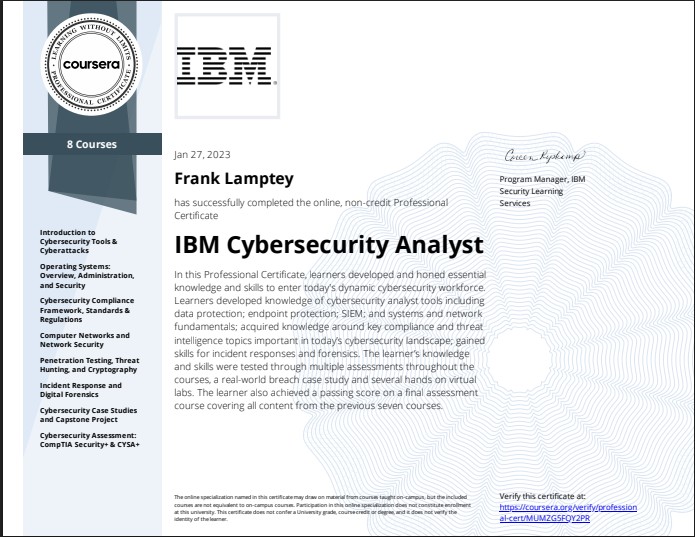 LEARNING WITHOUT LIMITS
coursera
PROFESSIONAL CERTIFICATE
8 Courses
Introduction to
Cybersecurity Tools &
Cyberattacks
Operating Systems:
Overview, Administration,
and Security
Cybersecurity Compliance
Framework, Standards &
Regulations
Computer Networks and
Network Security
Penetration Testing, Threat
Hunting, and Cryptography
Incident Response and
Digital Forensics
Cybersecurity Case Studies
and Capstone Project
Cybersecurity Assessment:
CompTIA Security+ & CYSA+
IBM
Jan 27, 2023
Frank Lamptey
has successfully completed the online, non-credit Professional
Certificate
IBM Cybersecurity Analyst
In this Professional Certificate, learners developed and honed essential
knowledge and skills to enter today's dynamic cybersecurity workforce.
Learners developed knowledge of cybersecurity analyst tools including
data protection; endpoint protection; SIEM; and systems and network
fundamentals; acquired knowledge around key compliance and threat
intelligence topics important in today's cybersecurity landscape; gained
skills for incident responses and forensics. The learner's knowledge
and skills were tested through multiple assessments throughout the
courses, a real-world breach case study and several hands on virtual
labs. The learner also achieved a passing score on a final assessment
course covering all content from the previous seven courses.
Program Manager, IBM
Security Learning
Services
The online specialization named in this certificate may draw on material from courses taught on-campus, but the included
courses are not equivalent to on-campus courses. Participation in this online specialization does not constitute enrollment
at this university. This certificate does not confer a University grade, course credit or degree, and it does not verify the
identity of the learner.
Verify this certificate at:
https://coursera.org/verify/profession
al-cert/MUMZG5FQY2PR